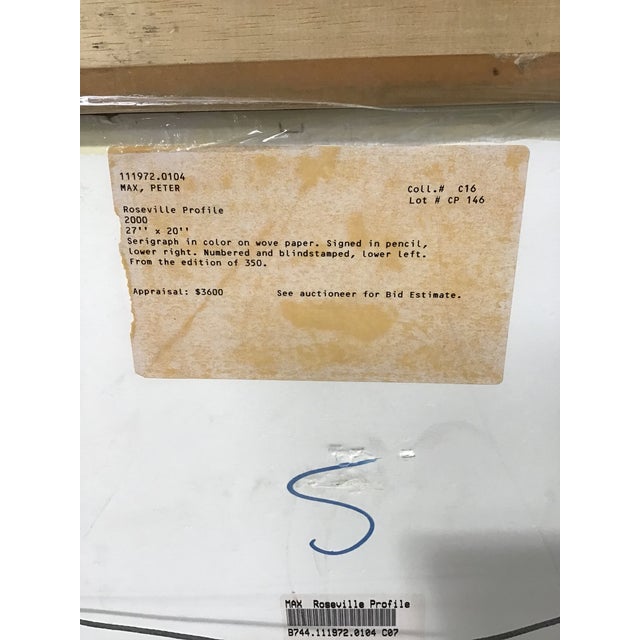 111972.0104
MAX, PETER
Coll.# C16
Lot # CP 146
Roseville Profile
2000
27'' x 20''
Serigraph in color on wove paper. Signed in pencil,
lower right. Numbered and blindstamped, lower left.
From the edition of 350.
Appraisal: $3600 See auctioneer for Bid Estimate.
S
MAX Roseville Profile
B744.111972.0104 C07